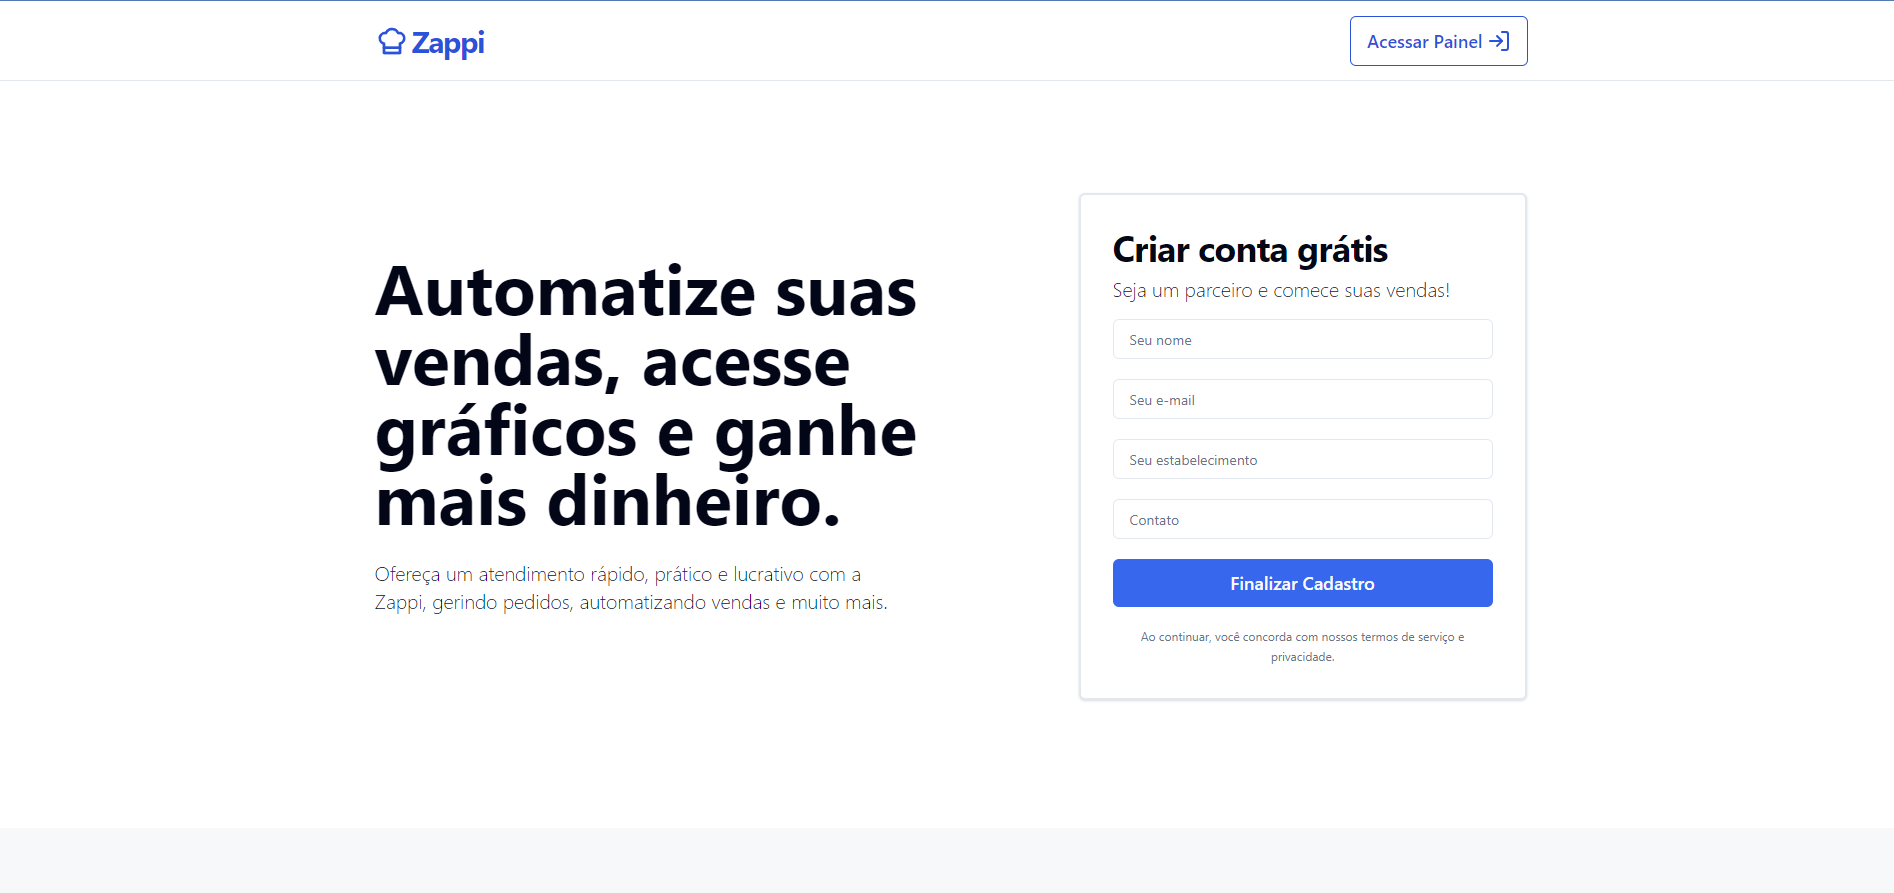 Zappi
Acessar Painel
Automatize suas
vendas, acesse
gráficos e ganhe
mais dinheiro.
Ofereça um atendimento rápido, prático e lucrativo com a
Zappi, gerindo pedidos, automatizando vendas e muito mais.
Criar conta grátis
Seja um parceiro e comece suas vendas!
Seu nome
Seu e-mail
Seu estabelecimento
Contato
Finalizar Cadastro
Ao continuar, você concorda com nossos termos de serviço e
privacidade.